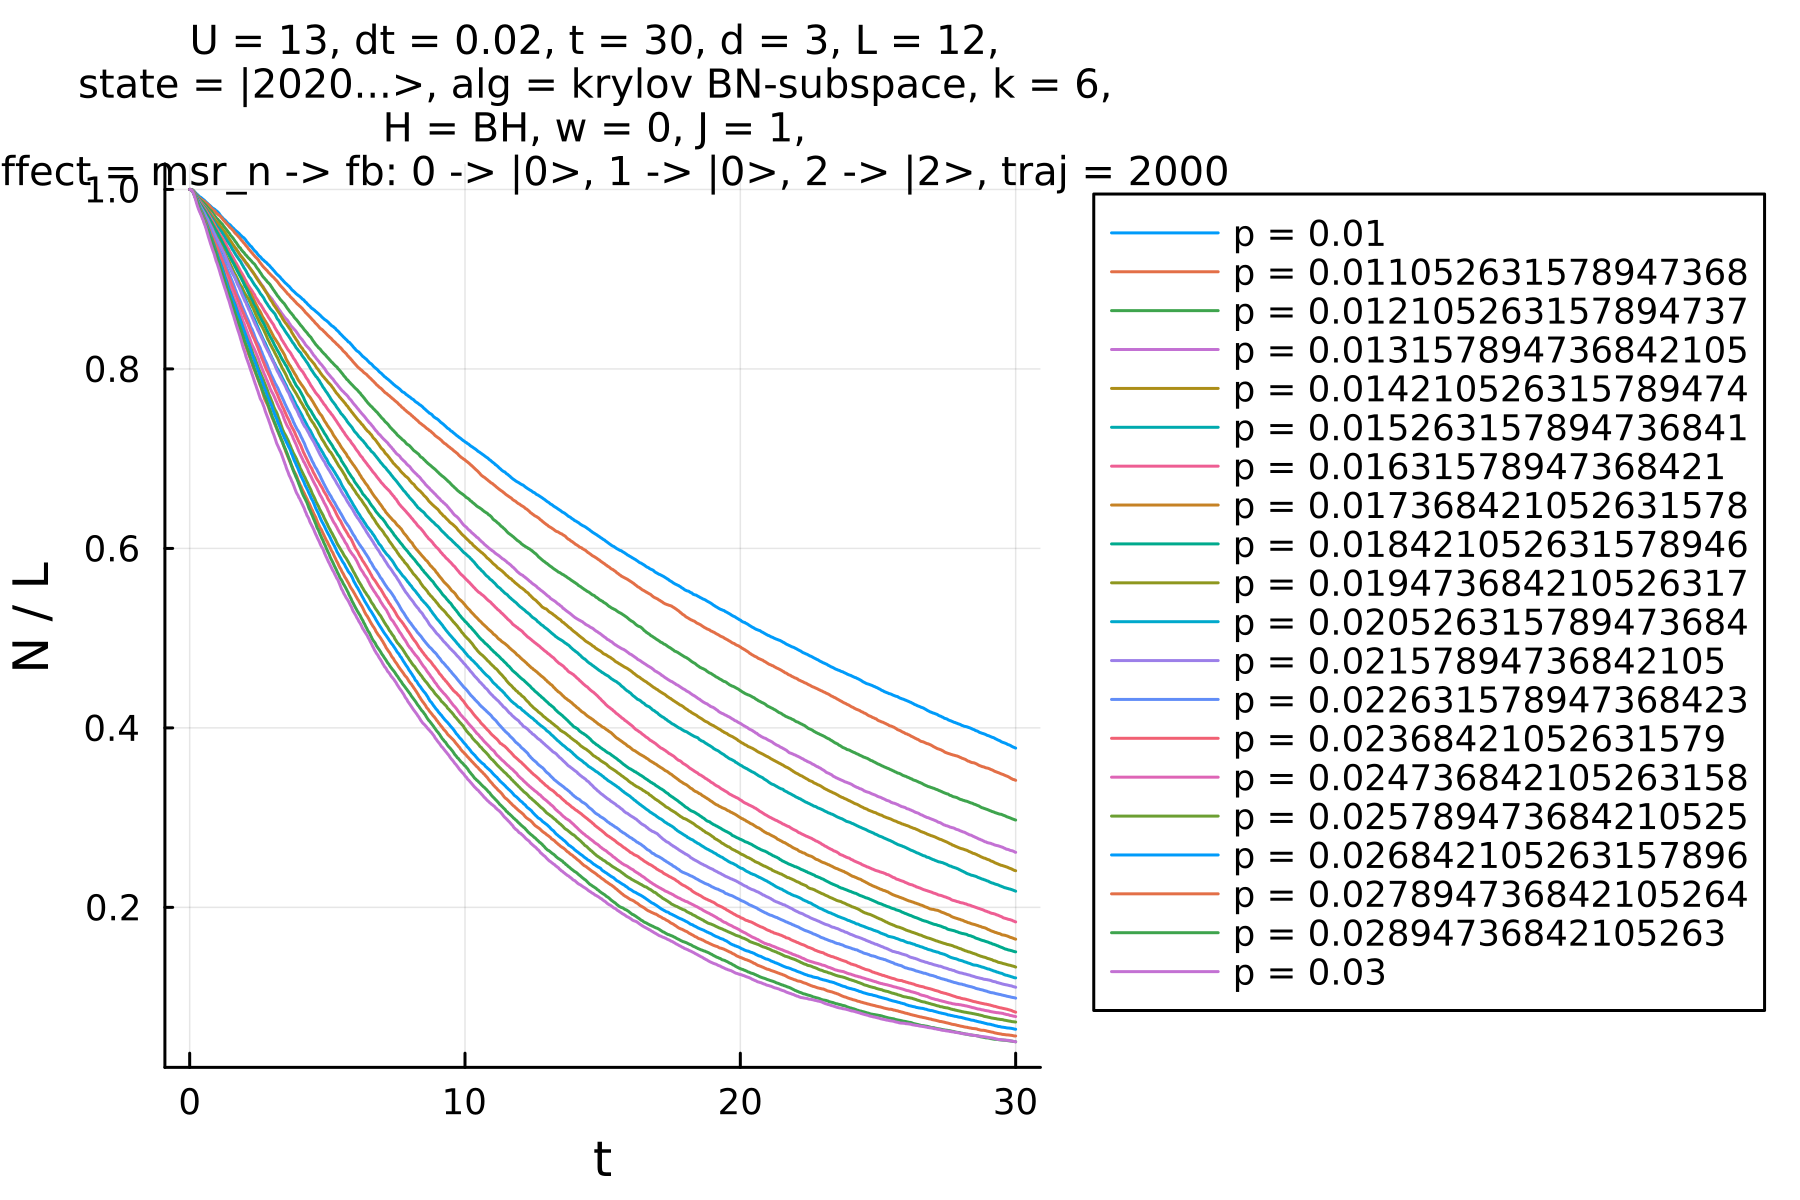 U = 13, dt = 0.02, t = 30, d = 3, L = 12,
state = |2020...>, alg = krylov BN-subspace, k = 6,
H = BH, w = 0, J = 1,
ffect = msr_n -> fb: 0 -> |0>, 1 -> |0>, 2 -> |2>, traj = 2000
1.0
0.8
0.6
0.4
0.2
N / L
0 10 20 30
t
p = 0.01
p = 0.011052631578947368
p = 0.012105263157894737
p = 0.013157894736842105
p = 0.014210526315789474
p = 0.015263157894736841
p = 0.01631578947368421
p = 0.017368421052631578
p = 0.018421052631578946
p = 0.019473684210526317
p = 0.020526315789473684
p = 0.02157894736842105
p = 0.022631578947368423
p = 0.02368421052631579
p = 0.024736842105263158
p = 0.025789473684210525
p = 0.026842105263157896
p = 0.027894736842105264
p = 0.02894736842105263
p = 0.03